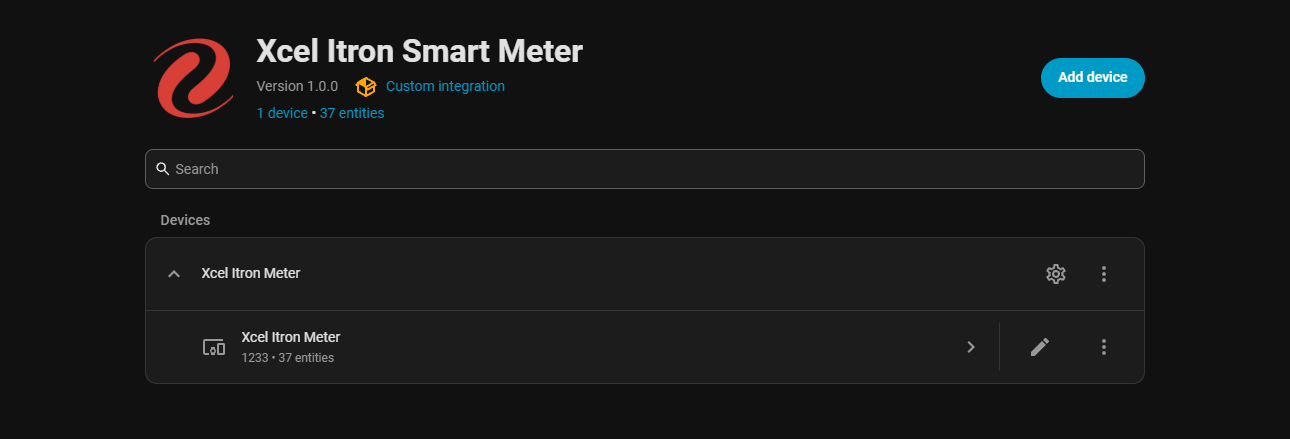 Xcel Itron Smart Meter
Version 1.0.0 Custom integration
Add device
1 device • 37 entities
Search
Devices
Xcel Itron Meter
Xcel Itron Meter
1233 • 37 entities